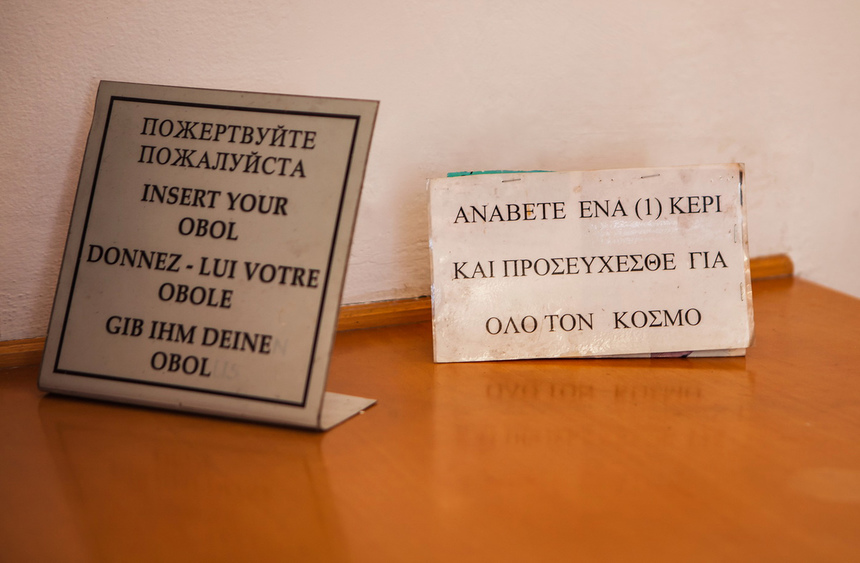 ПОЖЕРТВУЙТЕ
ПОЖАЛУЙСТА
INSERT YOUR
OBOL
DONNEZ - LUI VOTRE
OBOLE
GIB IHM DEINE
OBOL
ΑΝΑΒΕΤΕ ΕΝΑ (1) ΚΕΡΙ
ΚΑΙ ΠΡΟΣΕΥΧΕΣΘΕ ΓΙΑ
ΟΛΟ ΤΟΝ ΚΟΣΜΟ